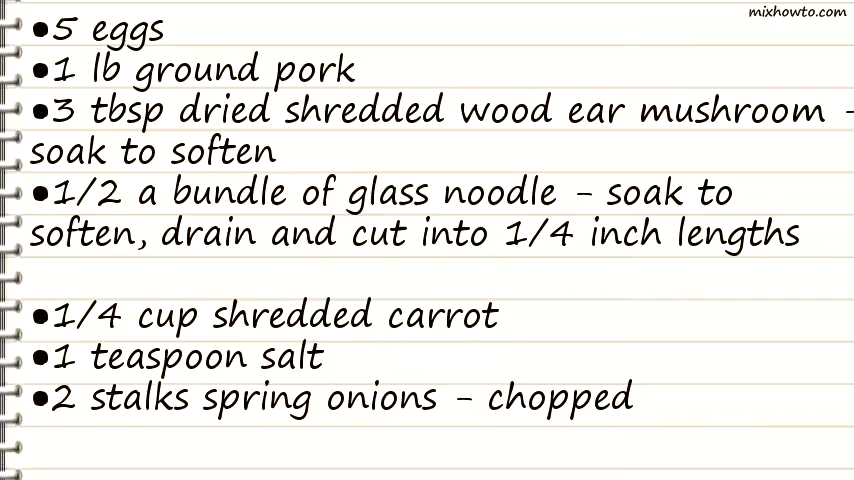 mixhowto.com
•5 eggs
•1 lb ground pork
•3 tbsp dried shredded wood ear mushroom -
soak to soften
•1/2 a bundle of glass noodle - soak to
soften, drain and cut into 1/4 inch lengths
•1/4 cup shredded carrot
•1 teaspoon salt
•2 stalks spring onions - chopped